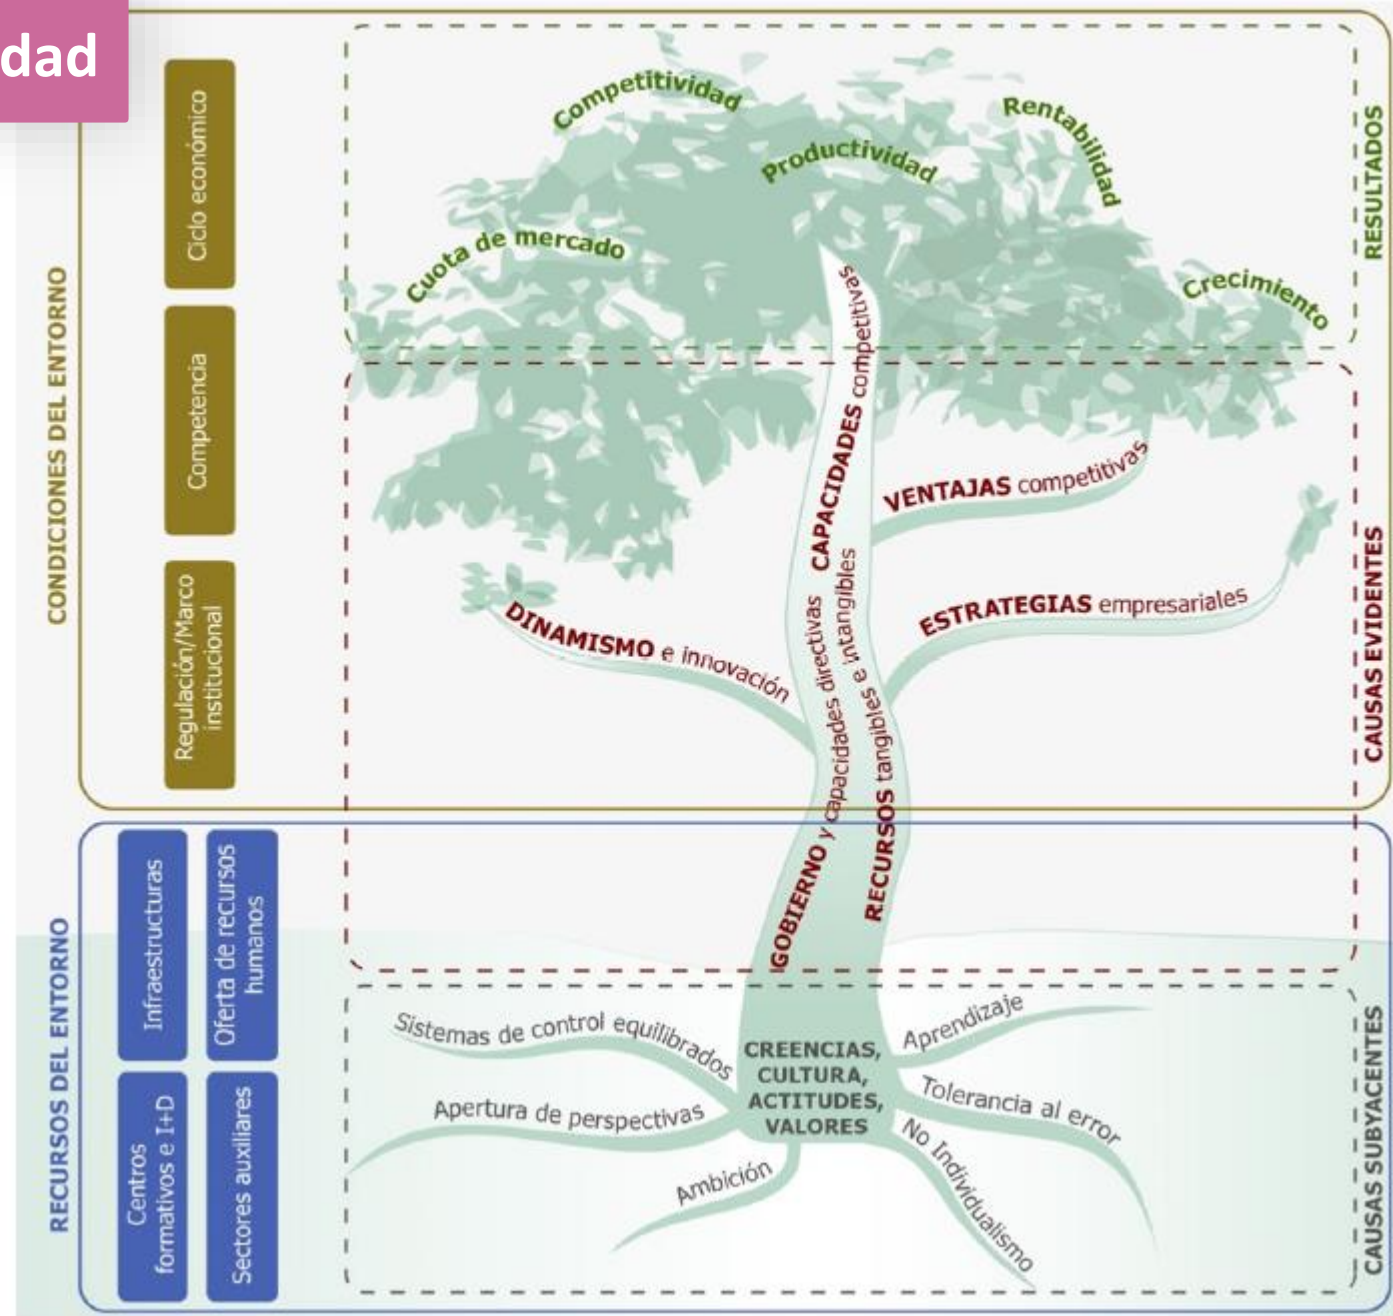 dad
CONDICIONES DEL ENTORNO
Ciclo económico
Competencia
Regulación/Marco
institucional
RECURSOS DEL ENTORNO
Infraestructuras
Oferta de recursos
humanos
Centros
formativos e I+D
Sectores auxiliares
RESULTADOS
Competitividad
Rentabilidad
Productividad
Cuota de mercado
Crecimiento
CAUSAS EVIDENTES
CAPACIDADES competitivas
VENTAJAS competitivas
ESTRATEGIAS empresariales
DINAMISMO e innovación
GOBIERNO y capacidades directivas
RECURSOS tangibles e intangibles
CAUSAS SUBYACENTES
CREENCIAS,
CULTURA,
ACTITUDES,
VALORES
Sistemas de control equilibrados
Apertura de perspectivas
Ambición
Aprendizaje
Tolerancia al error
No Individualismo